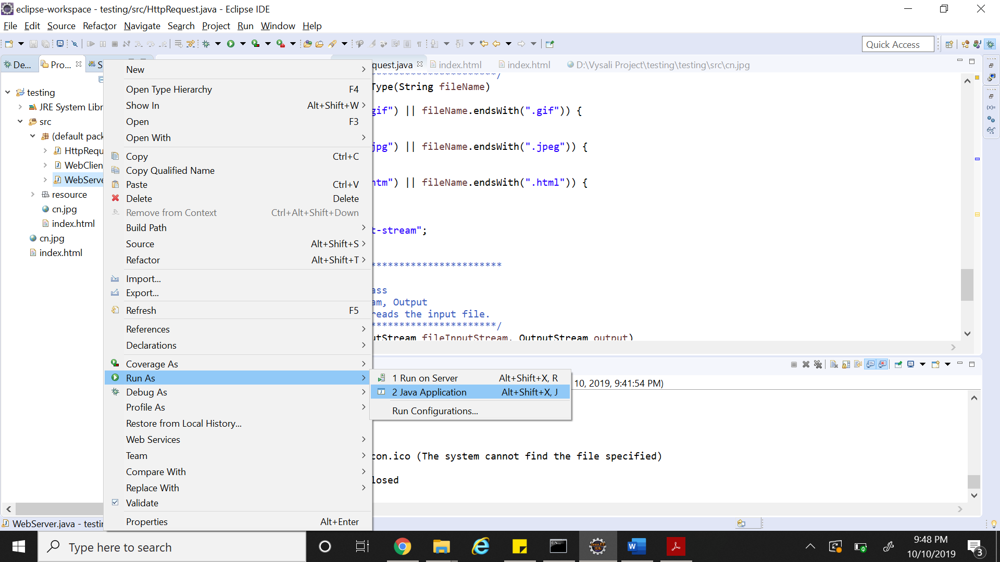 eclipse-workspace - testing/src/HttpRequest.java - Eclipse IDE
File Edit Source Refactor Navigate Search Project Run Window Help
Quick Access
De... Pro... S quest.java index.html index.html D:\Vysali Project\testing\testing\src\cn.jpg
testing
JRE System Libr
src
(default pack
HttpRequ
WebClien
WebServe
resource
cn.jpg
index.html
cn.jpg
index.html
New
Open Type Hierarchy F4
Show In Alt+Shift+W
Open F3
Open With
Copy Ctrl+C
Copy Qualified Name
Paste Ctrl+V
Delete Delete
Remove from Context Ctrl+Alt+Shift+Down
Build Path
Source Alt+Shift+S
Refactor Alt+Shift+T
Import...
Export...
Refresh F5
References
Declarations
Coverage As
Run As
Debug As
Profile As
Restore from Local History...
Web Services
Team
Compare With
Replace With
Validate
Properties Alt+Enter
1 Run on Server Alt+Shift+X, R
2 Java Application Alt+Shift+X, J
Run Configurations...
Type(String fileName)
gif") || fileName.endsWith(".gif")) {
jpg") || fileName.endsWith(".jpeg")) {
htm") || fileName.endsWith(".html")) {
t-stream";
***********************
ass
am, Output
reads the input file.
**********************/
utStream fileInputStream, OutputStream output)
10, 2019, 9:41:54 PM)
con.ico (The system cannot find the file specified)
losed
WebServer.java - testin
Type here to search
9:48 PM
10/10/2019
3